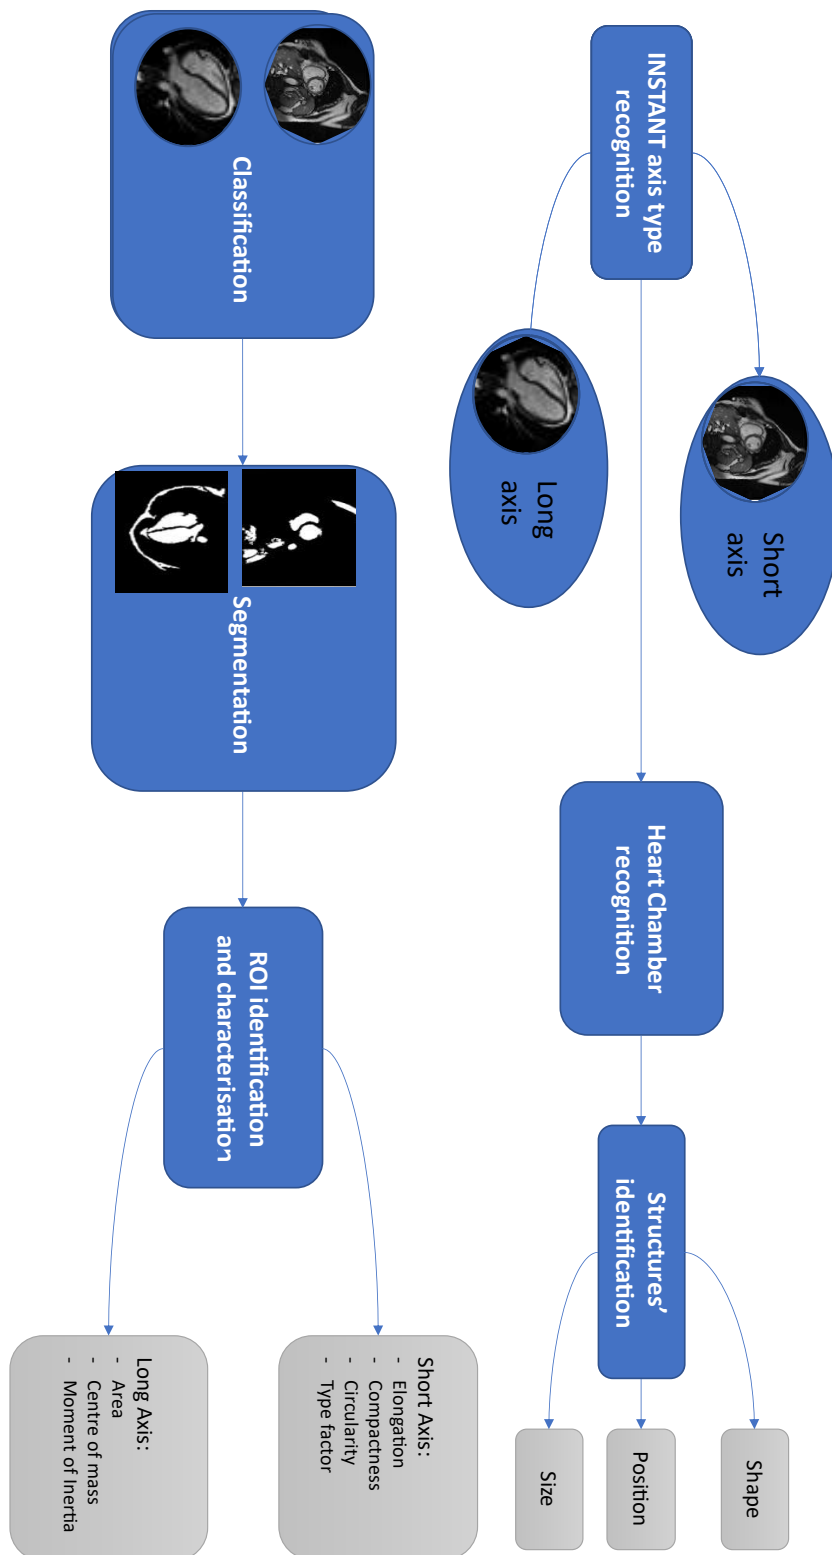 INSTANT axis type
recognition
Short
axis
Long
axis
Heart Chamber
recognition
Structures’
identification
Shape
Position
Size
Classification
Segmentation
ROI identification
and characterisation
Short Axis:
- Elongation
- Compactness
- Circularity
- Type factor
Long Axis:
- Area
- Centre of mass
- Moment of Inertia